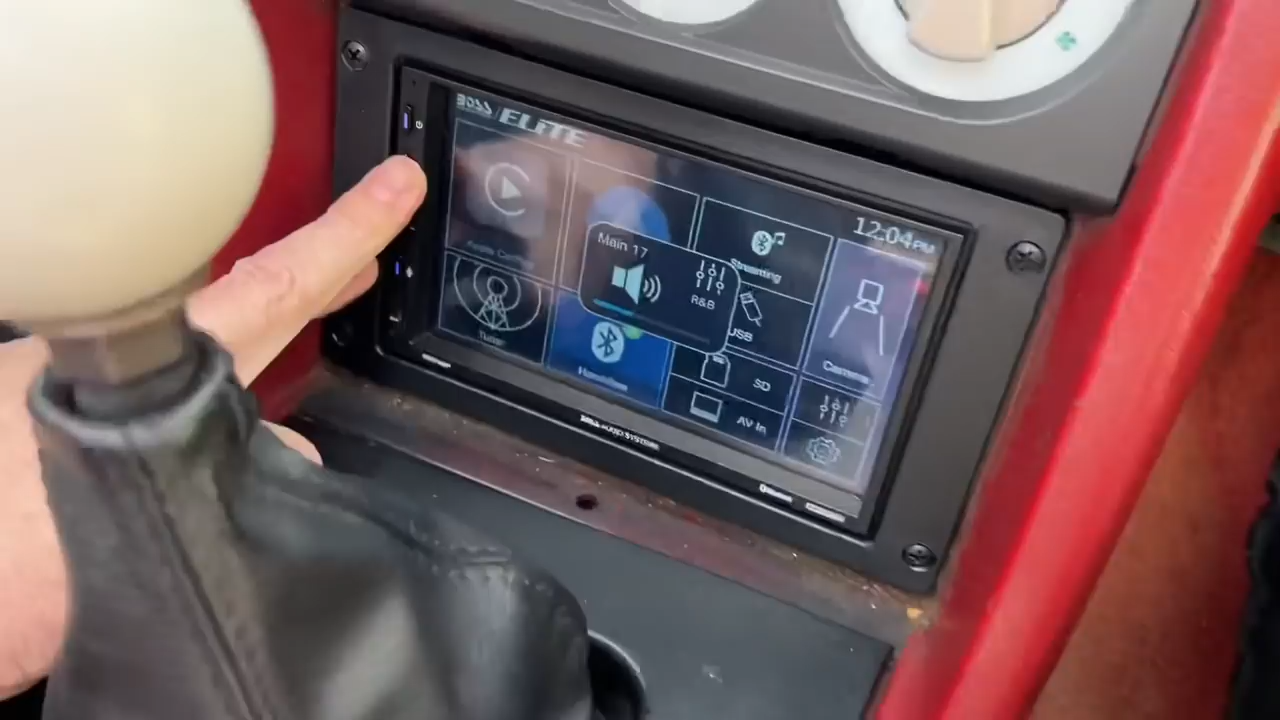 BOSS / ELITE
12:04PM
Main 17
R&B
Streaming
USB
Camera
Tuner
SD
AV In